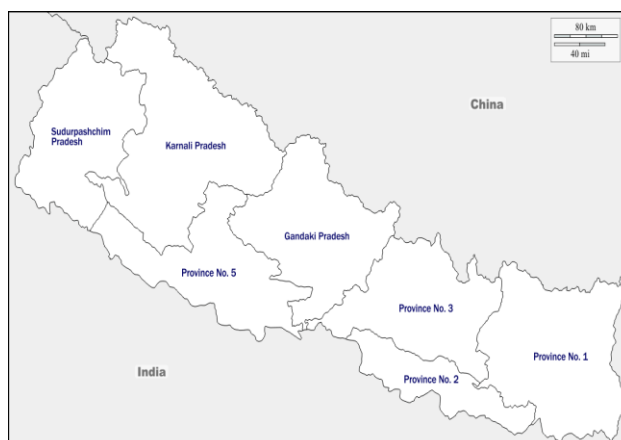 80 km
40 mi
China
Sudurpashchim
Pradesh
Karnali Pradesh
Gandaki Pradesh
Province No. 5
Province No. 3
Province No. 1
India
Province No. 2